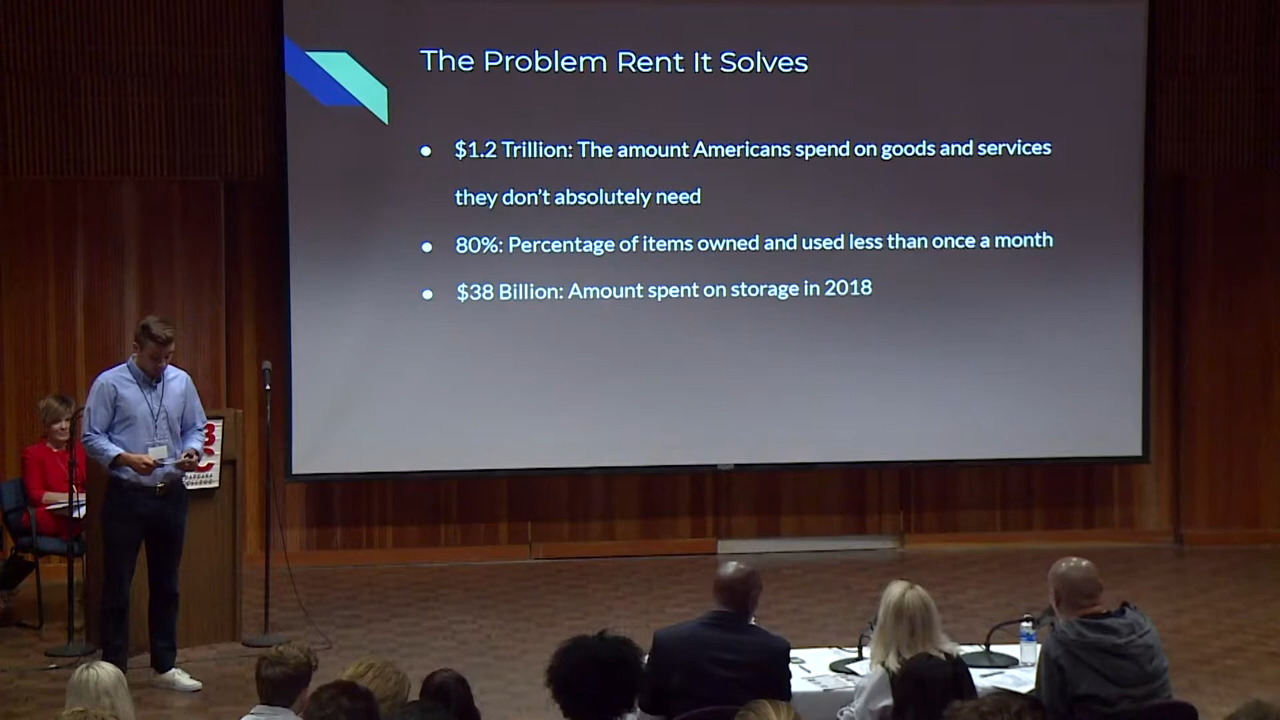 The Problem Rent It Solves
● $1.2 Trillion: The amount Americans spend on goods and services
they don't absolutely need
● 80%: Percentage of items owned and used less than once a month
● $38 Billion: Amount spent on storage in 2018